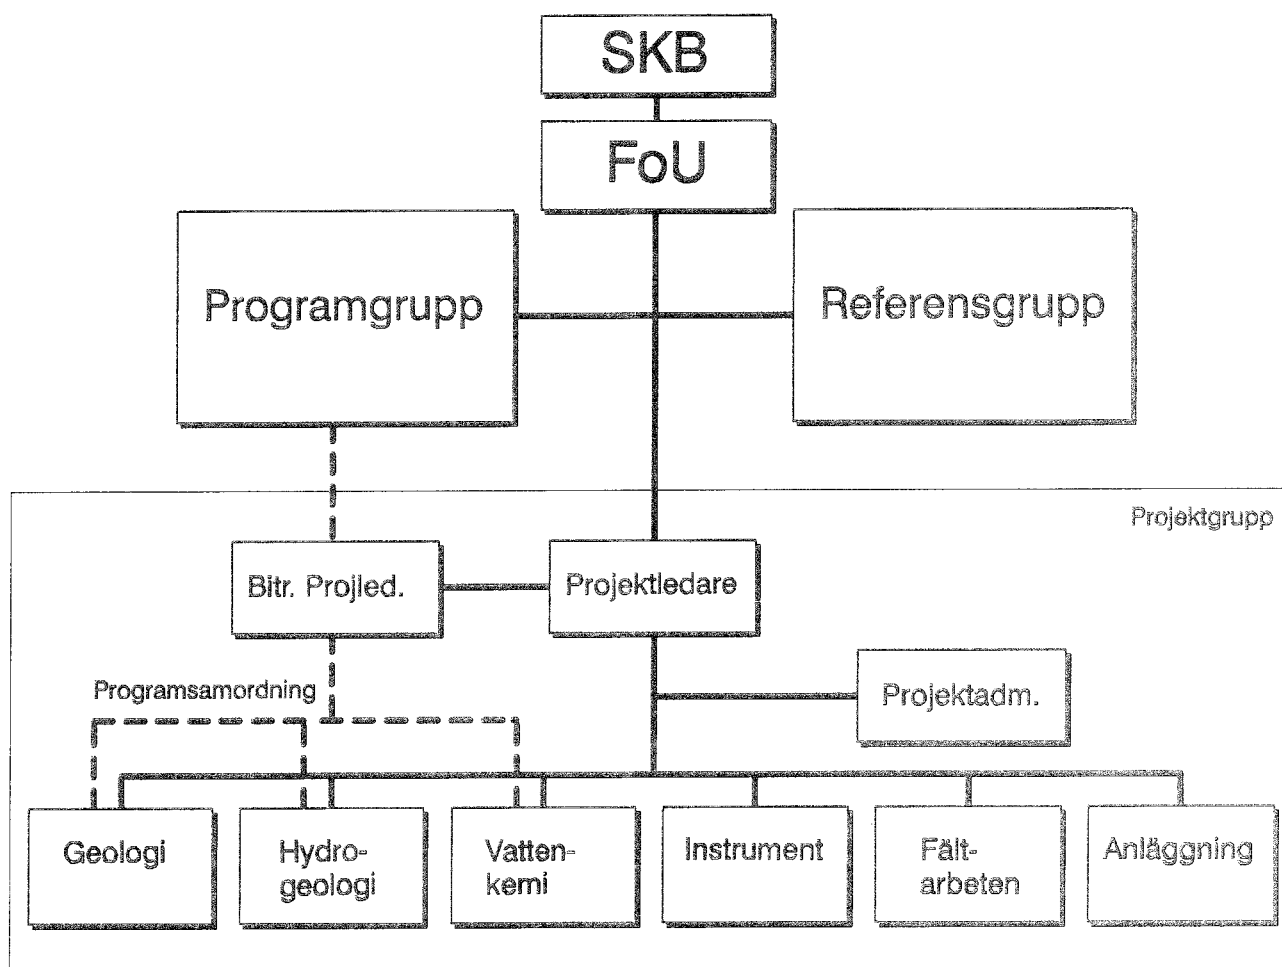 SKB
FoU
Programgrupp
Referensgrupp
Projektgrupp
Bitr. Projled.
Projektledare
Programsamordning
Projektadm.
Geologi
Hydro-
geologi
Vatten-
kemi
Instrument
Fält-
arbeten
Anläggning